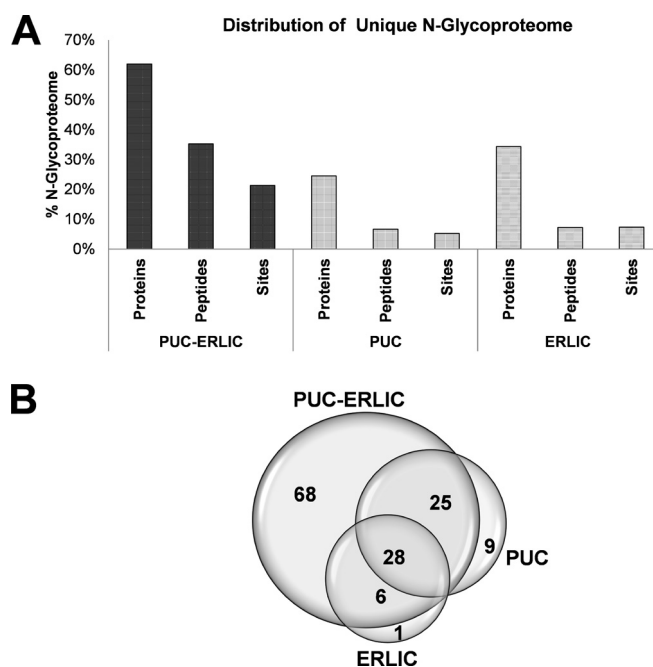 A
Distribution of Unique N-Glycoproteome
% N-Glycoproteome
70%
60%
50%
40%
30%
20%
10%
0%
Proteins
Peptides
Sites
Proteins
Peptides
Sites
Proteins
Peptides
Sites
PUC-ERLIC
PUC
ERLIC
B
PUC-ERLIC
68
25
28
9
PUC
6
1
ERLIC